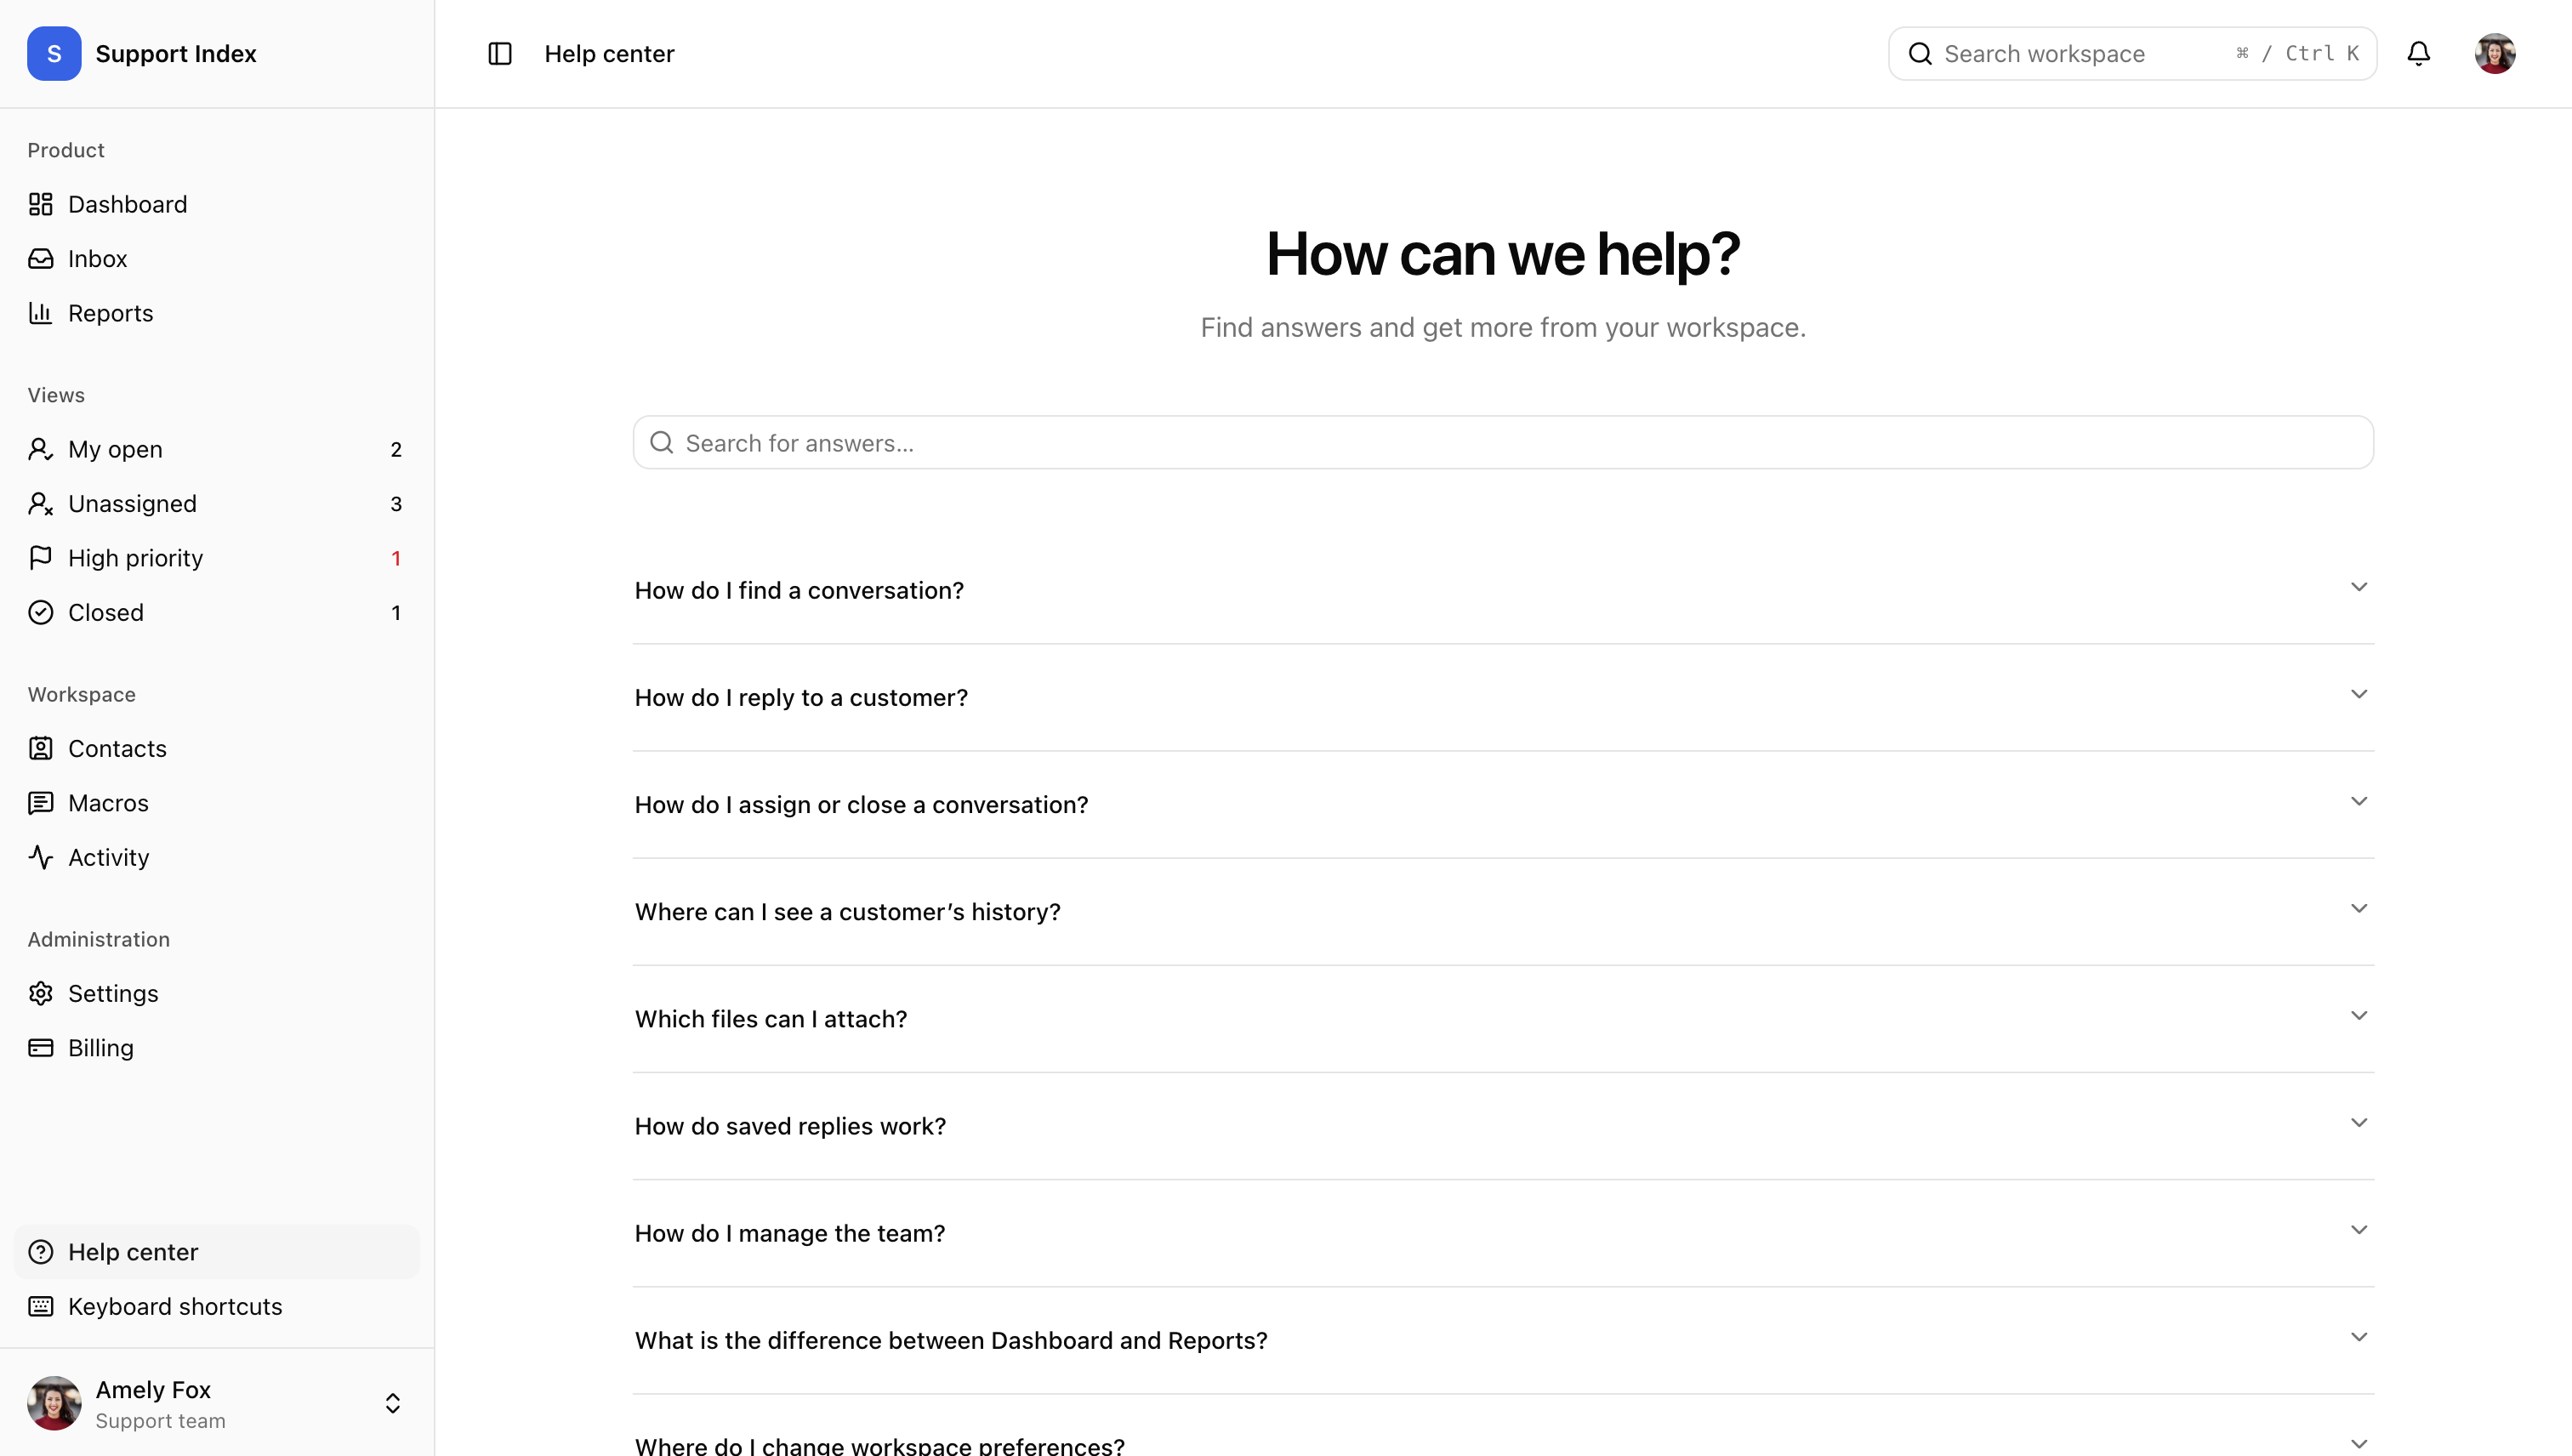 S
Support Index
Product
Dashboard
Inbox
Reports
Views
My open 2
Unassigned 3
High priority 1
Closed 1
Workspace
Contacts
Macros
Activity
Administration
Settings
Billing
Help center
Keyboard shortcuts
Amely Fox
Support team
Help center
Search workspace ⌘ / Ctrl K
How can we help?
Find answers and get more from your workspace.
Search for answers...
How do I find a conversation?
How do I reply to a customer?
How do I assign or close a conversation?
Where can I see a customer’s history?
Which files can I attach?
How do saved replies work?
How do I manage the team?
What is the difference between Dashboard and Reports?
Where do I change workspace preferences?